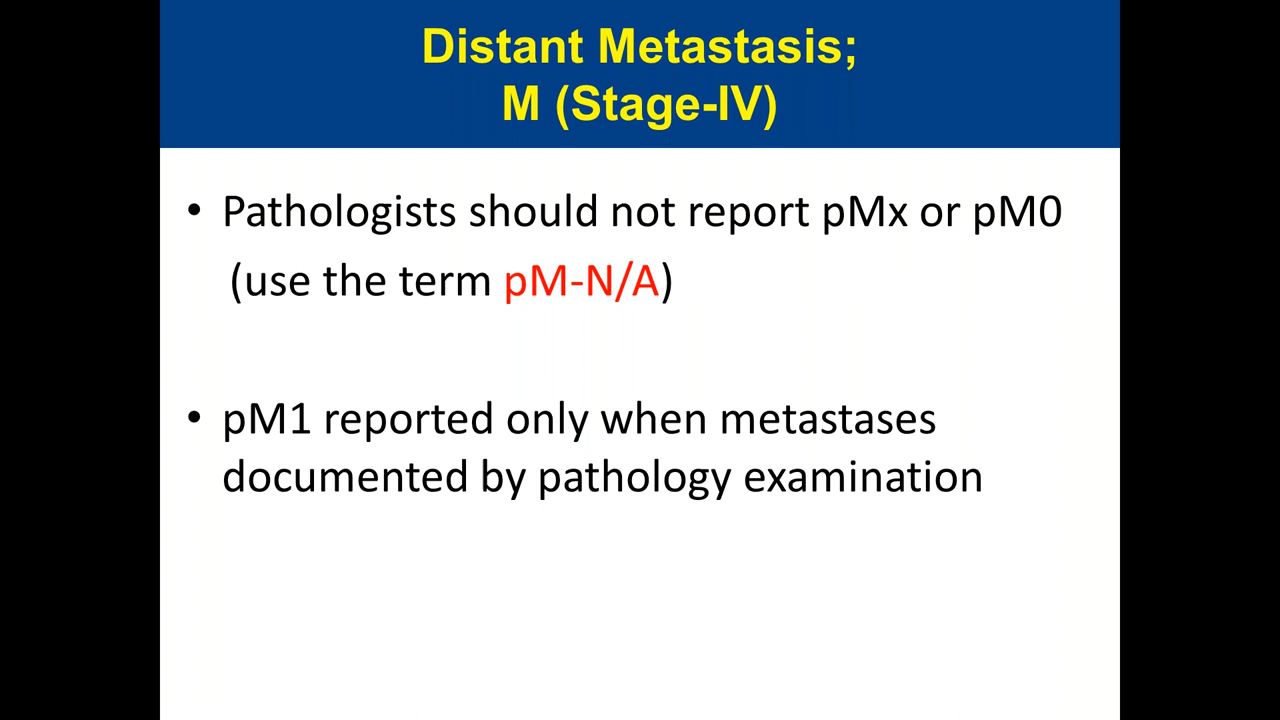 Distant Metastasis;
M (Stage-IV)
• Pathologists should not report pMx or pM0
(use the term pM-N/A)
• pM1 reported only when metastases
documented by pathology examination